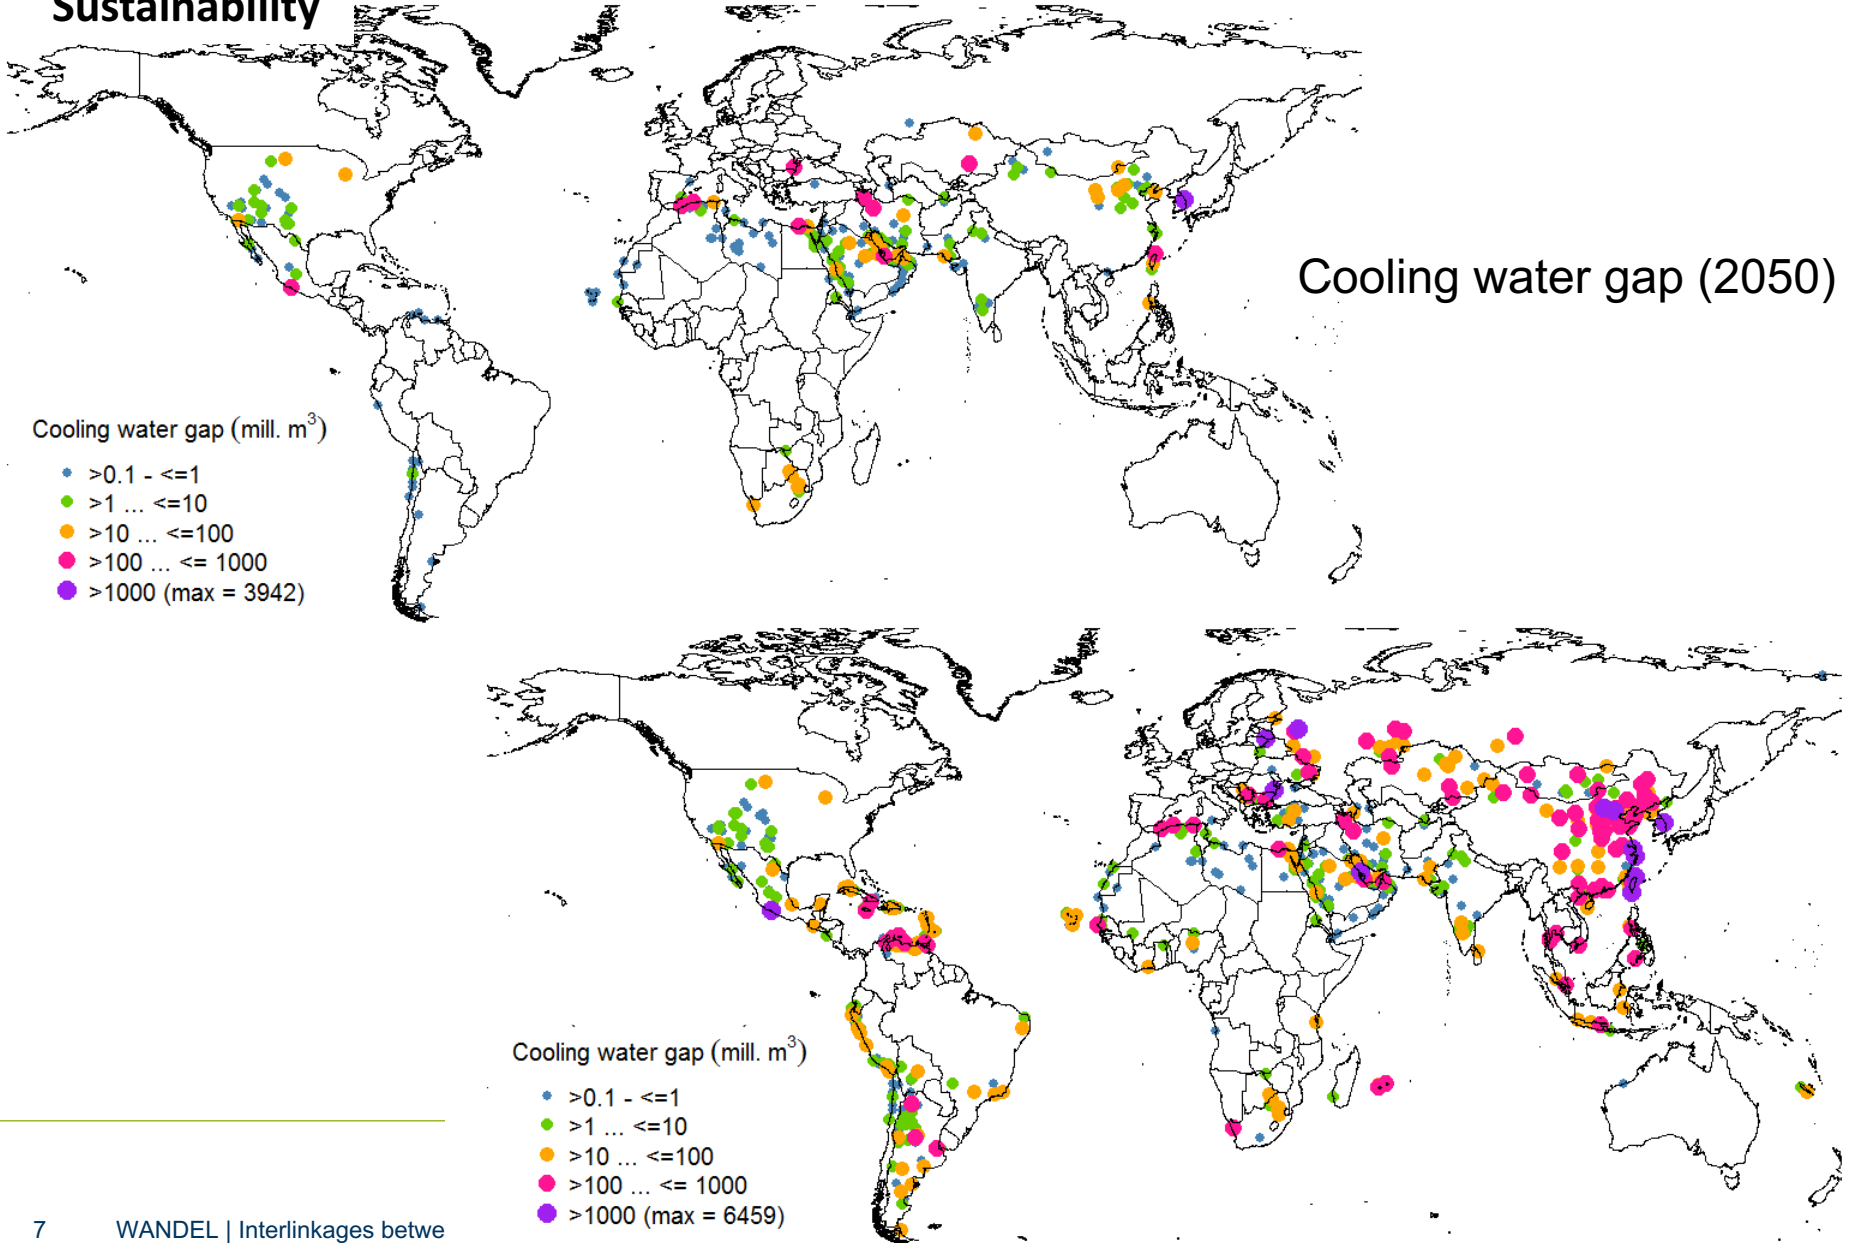 Sustainability
Cooling water gap (2050)
Cooling water gap (mill. m³)
>0.1 - <=1
>1 ... <=10
>10 ... <=100
>100 ... <= 1000
>1000 (max = 3942)
Cooling water gap (mill. m³)
>0.1 - <=1
>1 ... <=10
>10 ... <=100
>100 ... <= 1000
>1000 (max = 6459)
7 WANDEL | Interlinkages betwe